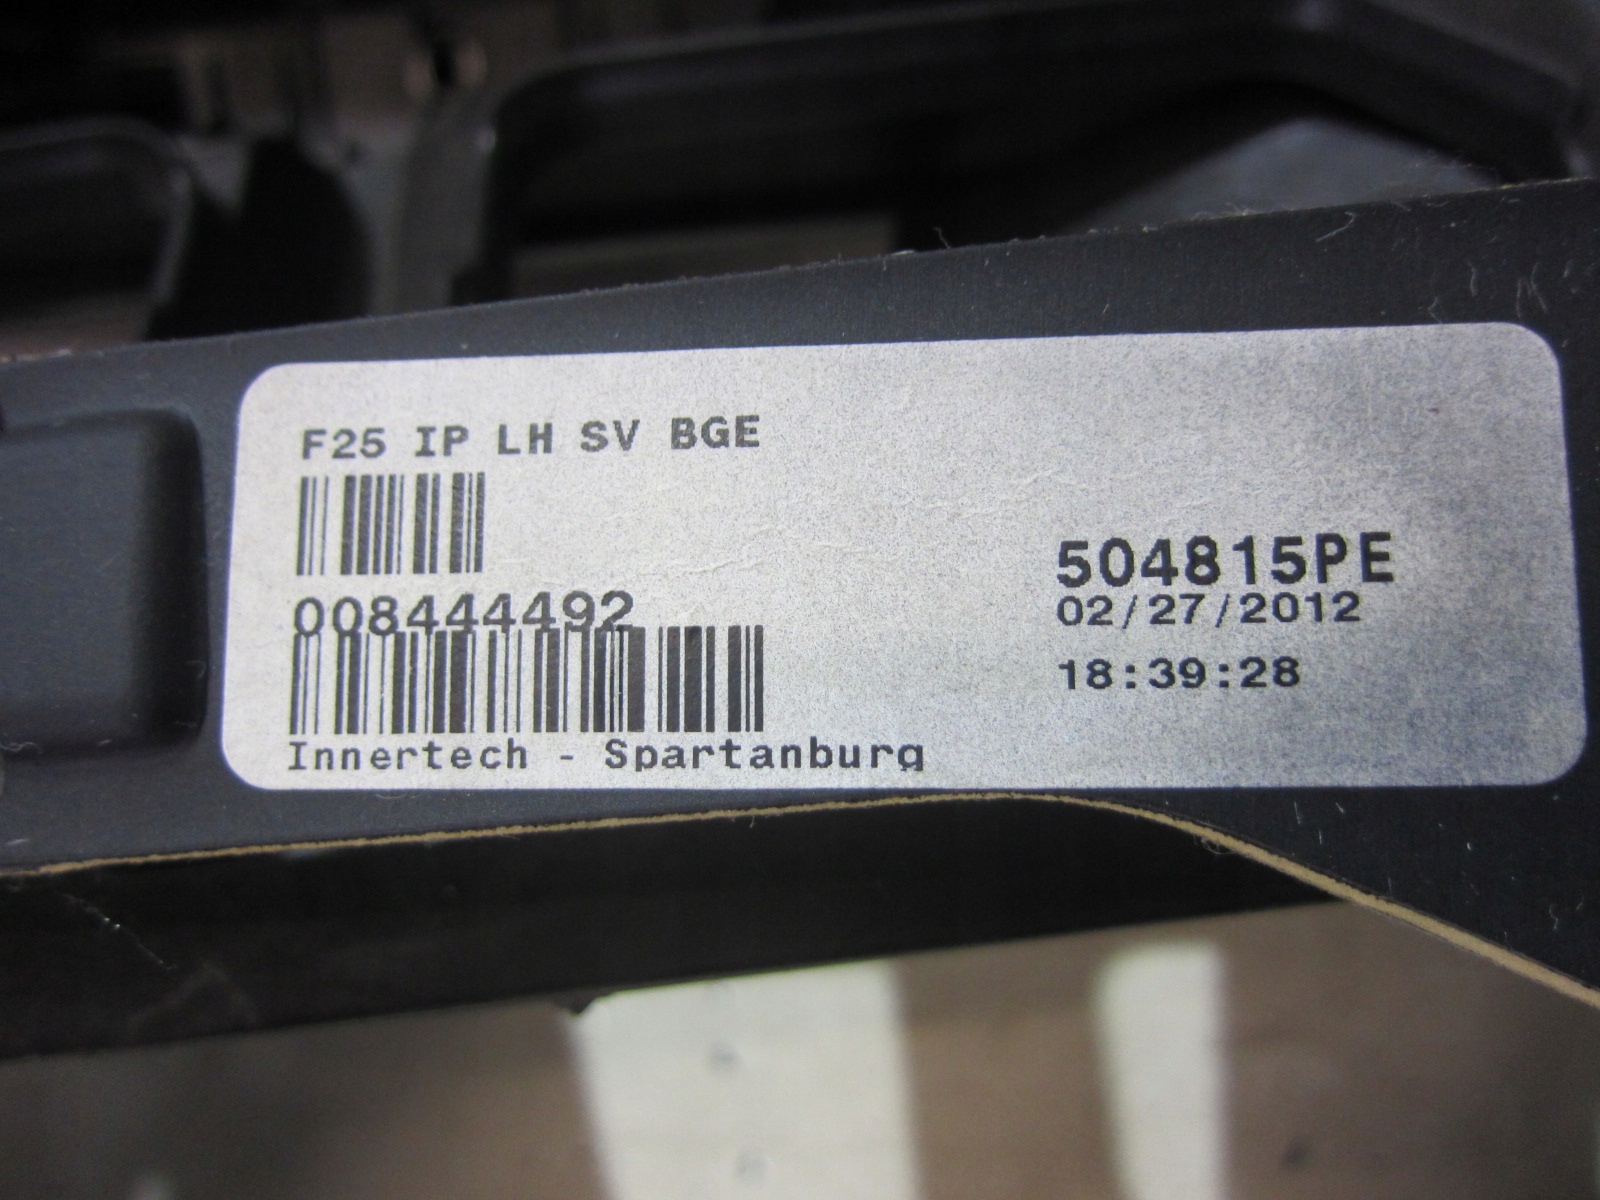 F25 IP LH SV BGE
008444492
504815PE
02/27/2012
18:39:28
Innertech - Spartanburg